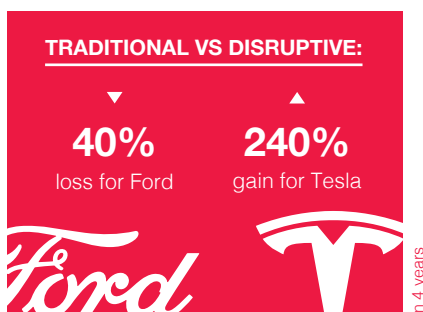 TRADITIONAL VS DISRUPTIVE:
40%
240%
loss for Ford
gain for Tesla
Ford
4 years